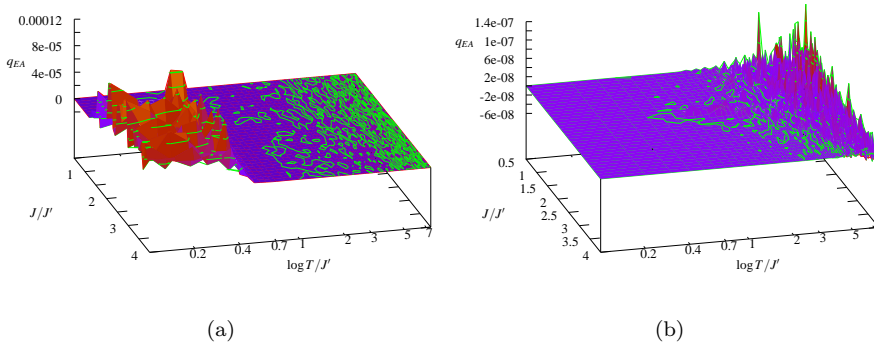 0.00012
8e-05
q_EA
4e-05
0
1
2
3
4
J/J′
0.2
0.4
0.7
1
2
3
5
7
log T/J′
(a)
1.4e-07
1e-07
q_EA
6e-08
2e-08
-2e-08
-6e-08
0.5
1
1.5
2
2.5
3
3.5
4
J/J′
0.2
0.4
0.7
1
2
3
5
log T/J′
(b)